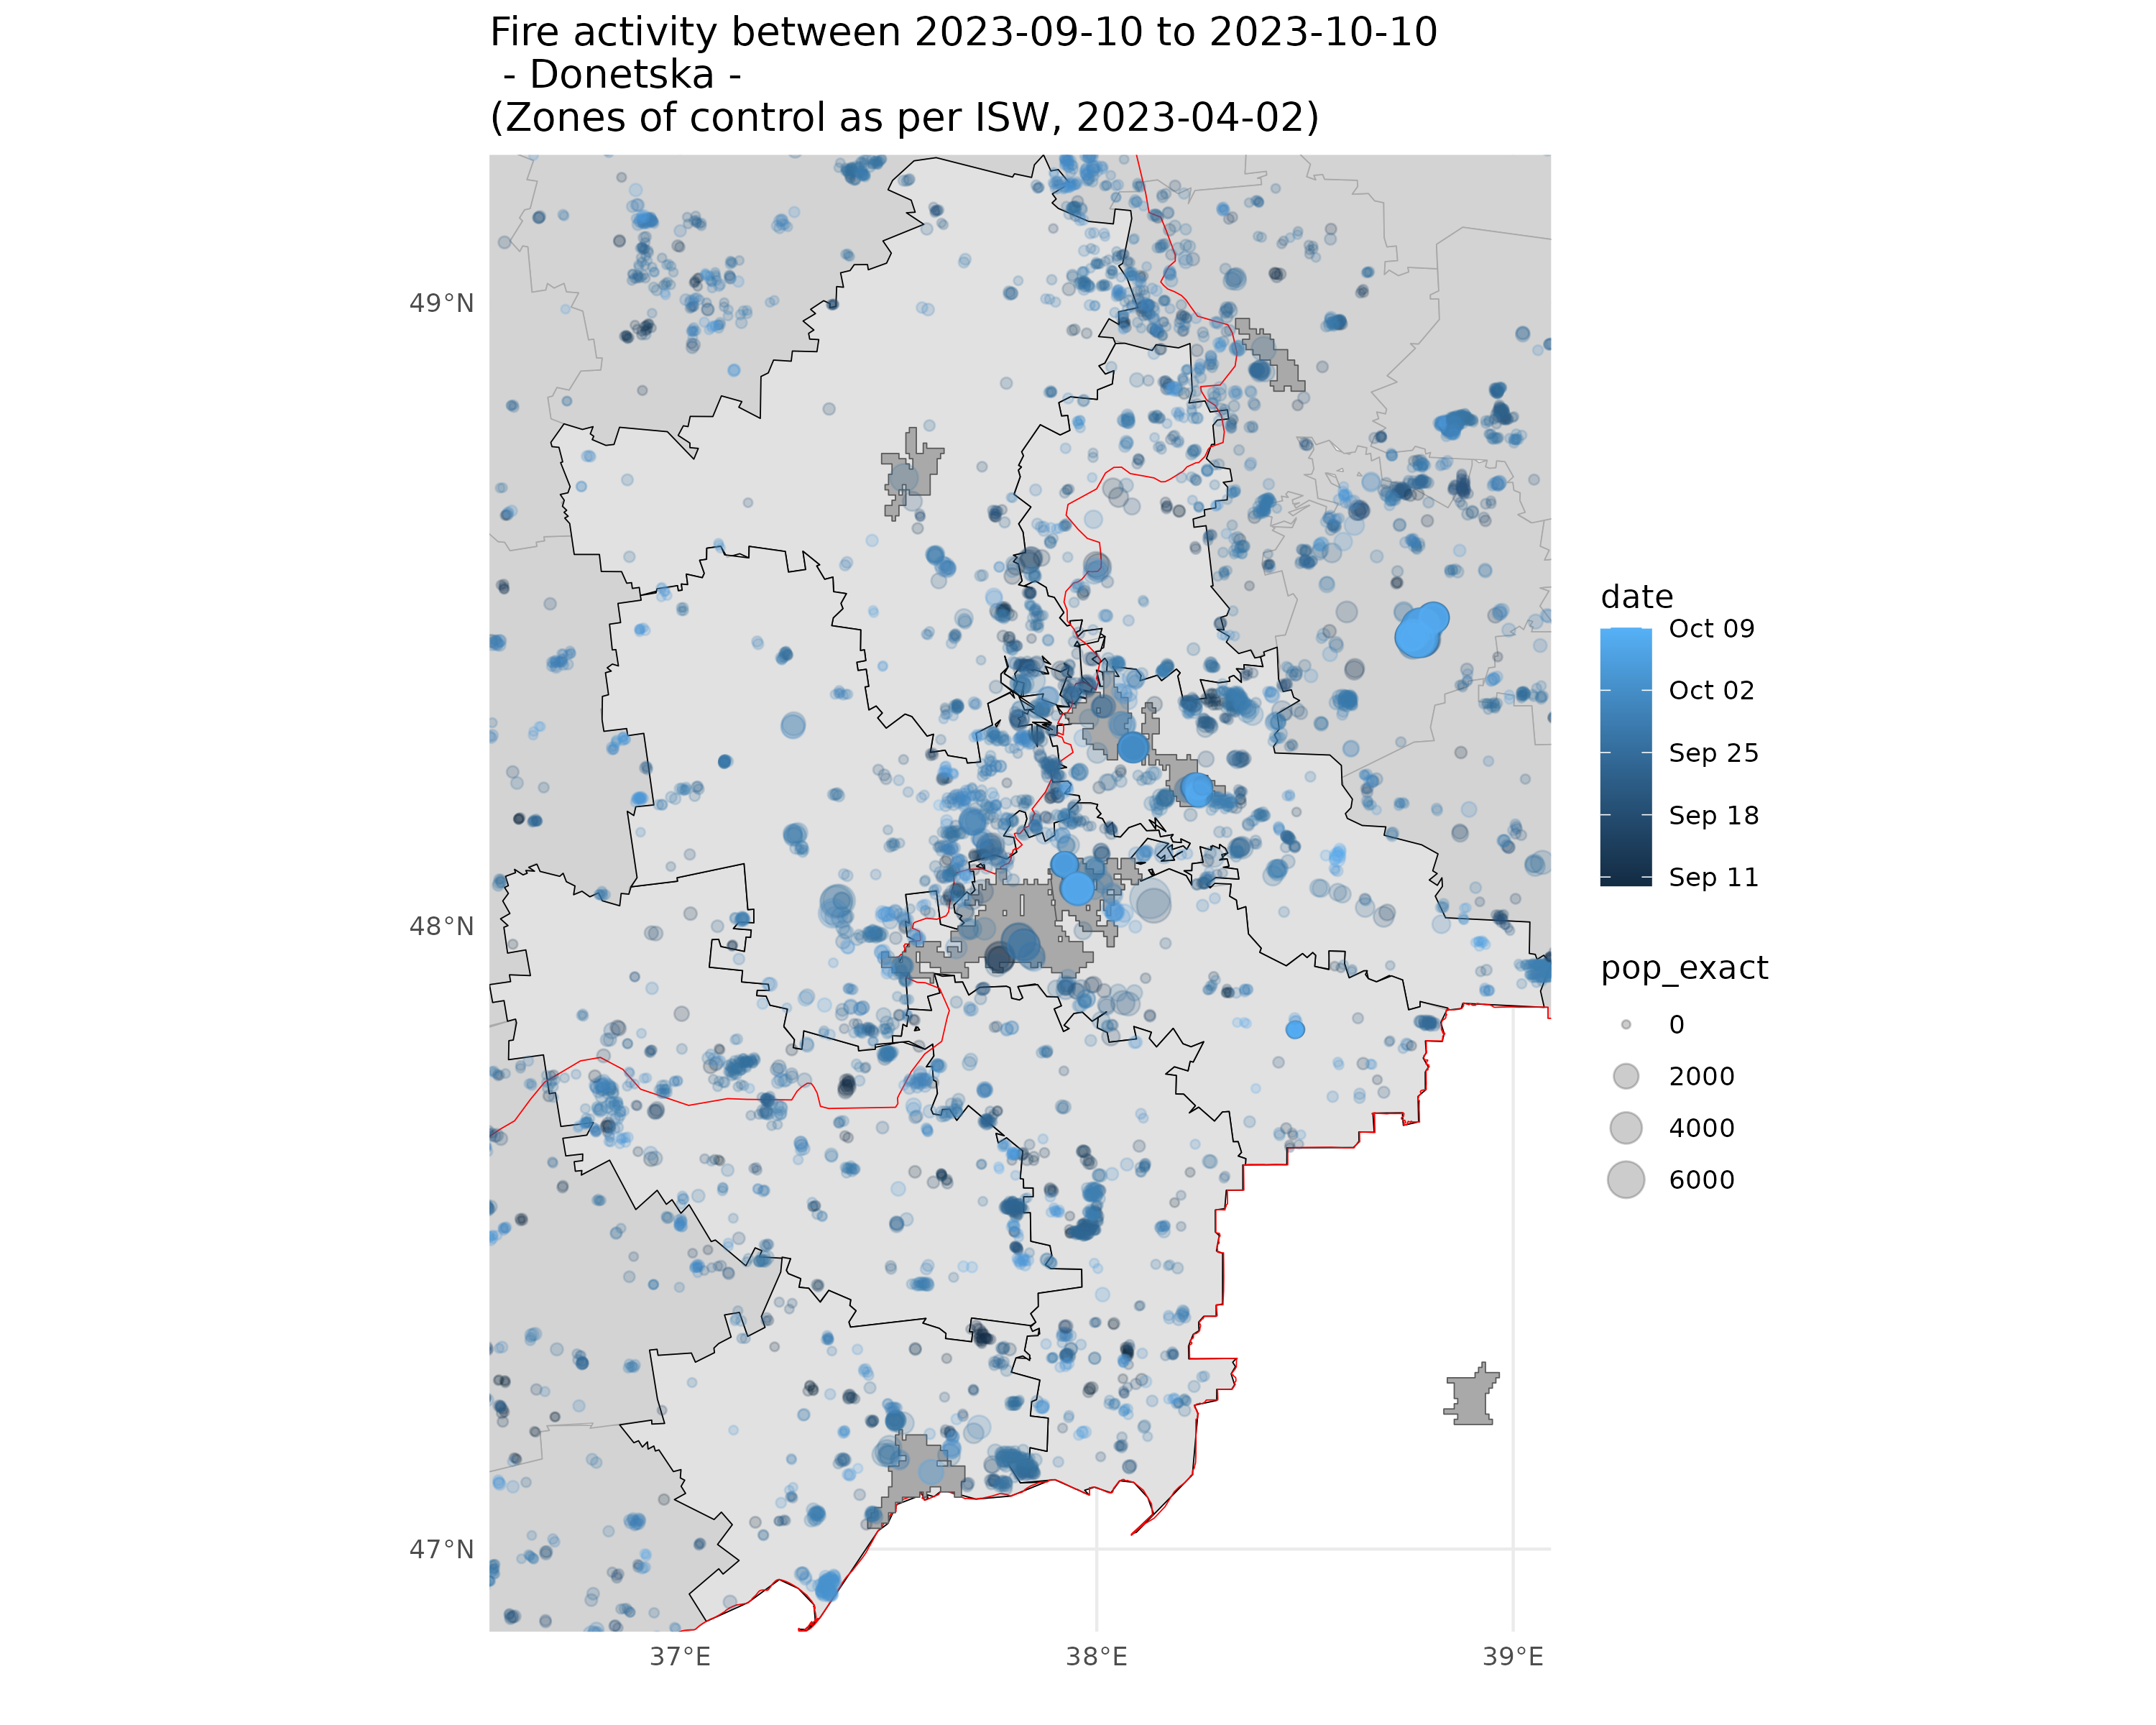 Fire activity between 2023-09-10 to 2023-10-10
- Donetska -
(Zones of control as per ISW, 2023-04-02)
49°N
48°N
47°N
37°E
38°E
39°E
date
Oct 09
Oct 02
Sep 25
Sep 18
Sep 11
pop_exact
0
2000
4000
6000